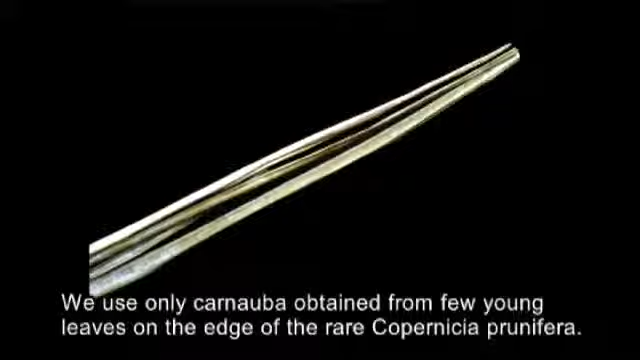 We use only carnauba obtained from few young
leaves on the edge of the rare Copernicia prunifera.